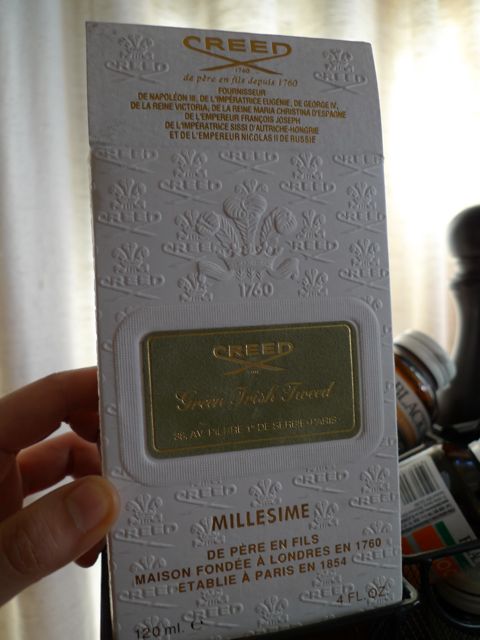 CREED
1760
de père en fils depuis 1760
FOURNISSEUR
DE NAPOLÉON III, DE L'IMPÉRATRICE EUGÉNIE, DE GEORGE IV,
DE LA REINE VICTORIA, DE LA REINE MARIA CHRISTINA D'ESPAGNE
DE L'EMPEREUR FRANÇOIS JOSEPH
DE L'IMPÉRATRICE SISSI D'AUTRICHE-HONGRIE
ET DE L'EMPEREUR NICOLAS II DE RUSSIE
1760
CREED
Green Irish Tweed
38, AV. PIERRE 1er DE SERBIE-PARIS
MILLESIME
DE PÈRE EN FILS
MAISON FONDÉE À LONDRES EN 1760
ETABLIE A PARIS EN 1854
120 ml. e
4 FL.OZ.
BLAC